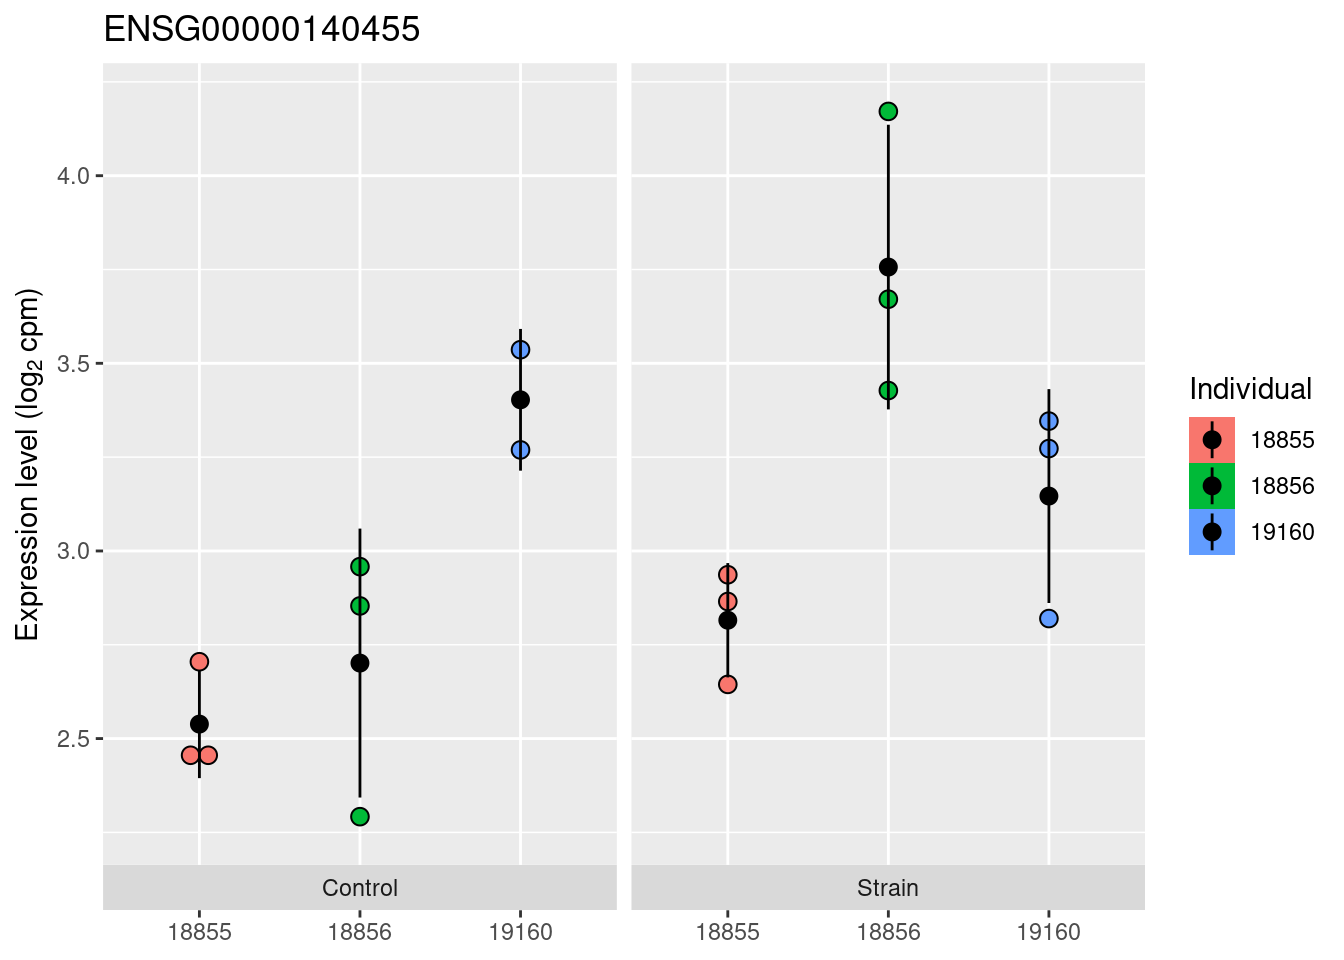 ENSG00000140455
Expression level (log2 cpm)
4.0
3.5
3.0
2.5
Control
Strain
18855
18856
19160
18855
18856
19160
Individual
18855
18856
19160